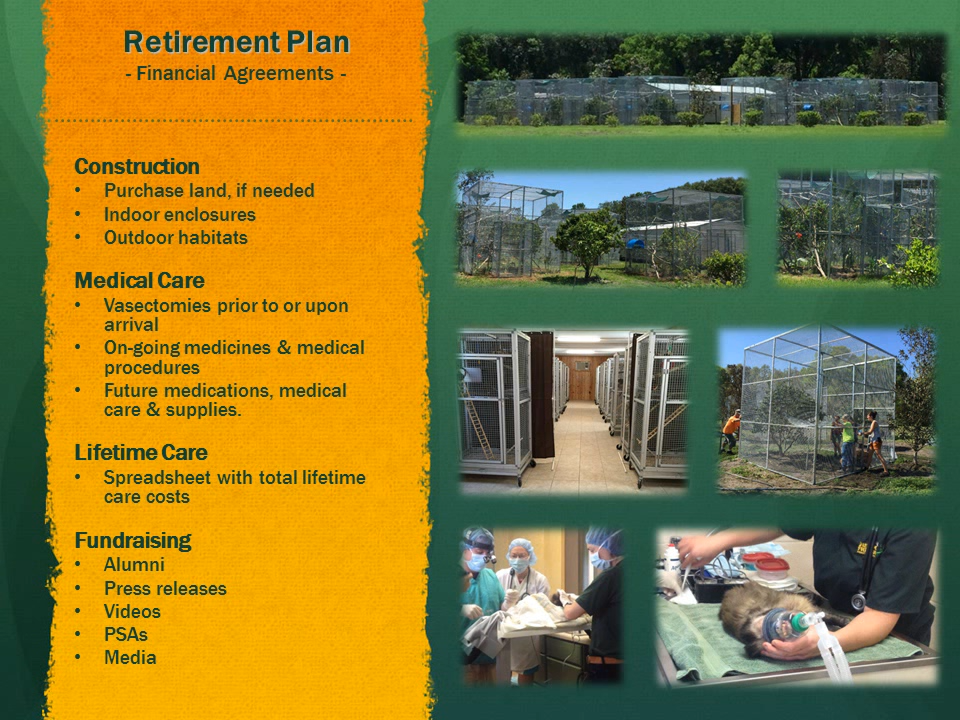 Retirement Plan
- Financial Agreements -
Construction
• Purchase land, if needed
• Indoor enclosures
• Outdoor habitats
Medical Care
• Vasectomies prior to or upon
arrival
• On-going medicines & medical
procedures
• Future medications, medical
care & supplies.
Lifetime Care
• Spreadsheet with total lifetime
care costs
Fundraising
• Alumni
• Press releases
• Videos
• PSAs
• Media